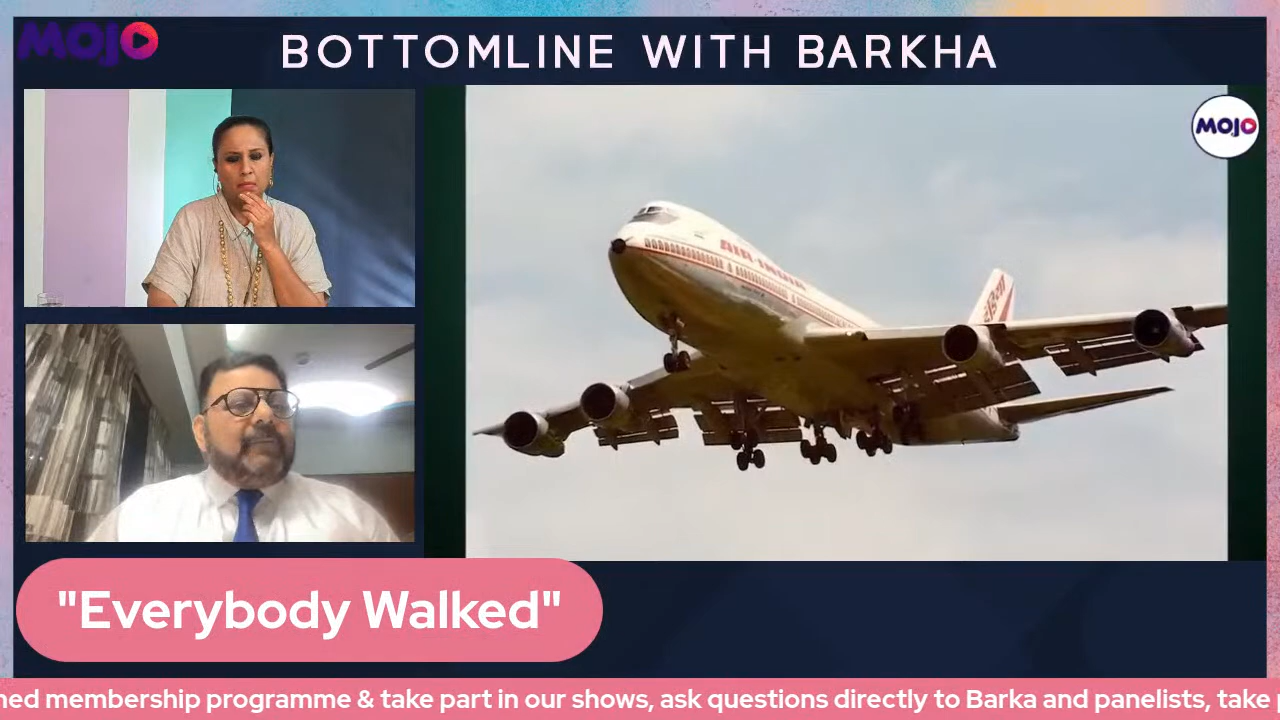 MOJO
BOTTOMLINE WITH BARKHA
MOJO
AIR-INDIA
"Everybody Walked"
ned membership programme & take part in our shows, ask questions directly to Barka and panelists, take